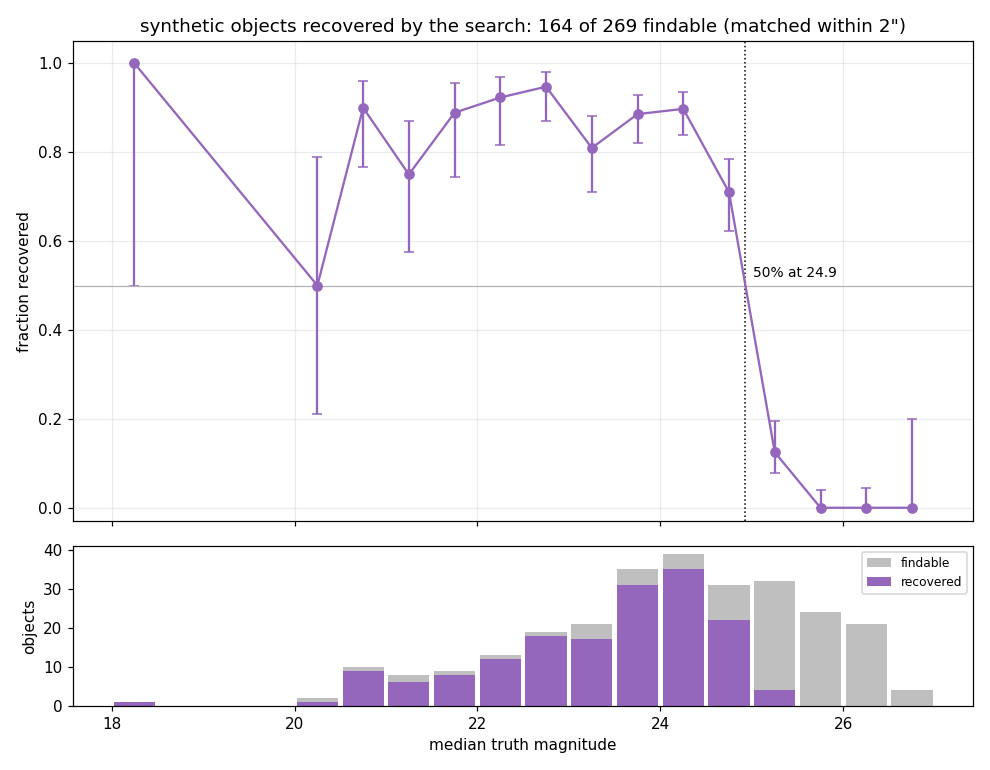 synthetic objects recovered by the search: 164 of 269 findable (matched within 2")
1.0
0.8
0.6
0.4
0.2
0.0
fraction recovered
50% at 24.9
40
30
20
10
0
objects
findable
recovered
18
20
22
24
26
median truth magnitude